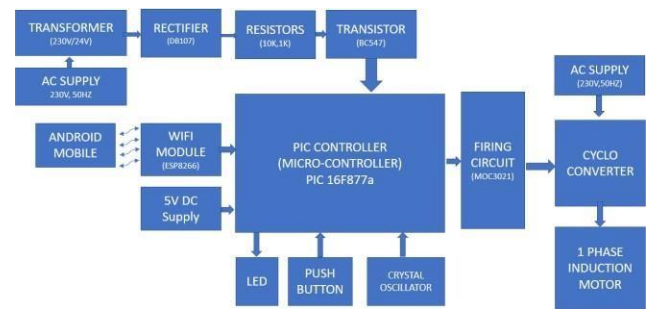 TRANSFORMER
(230V/24V)
RECTIFIER
(DB107)
RESISTORS
(10K,1K)
TRANSISTOR
(BC547)
AC SUPPLY
230V, 50HZ
AC SUPPLY
(230V,50HZ)
ANDROID
MOBILE
WIFI
MODULE
(ESP8266)
PIC CONTROLLER
(MICRO-CONTROLLER)
PIC 16F877a
FIRING
CIRCUIT
(MOC3021)
CYCLO
CONVERTER
5V DC
Supply
LED
PUSH
BUTTON
CRYSTAL
OSCILLATOR
1 PHASE
INDUCTION
MOTOR